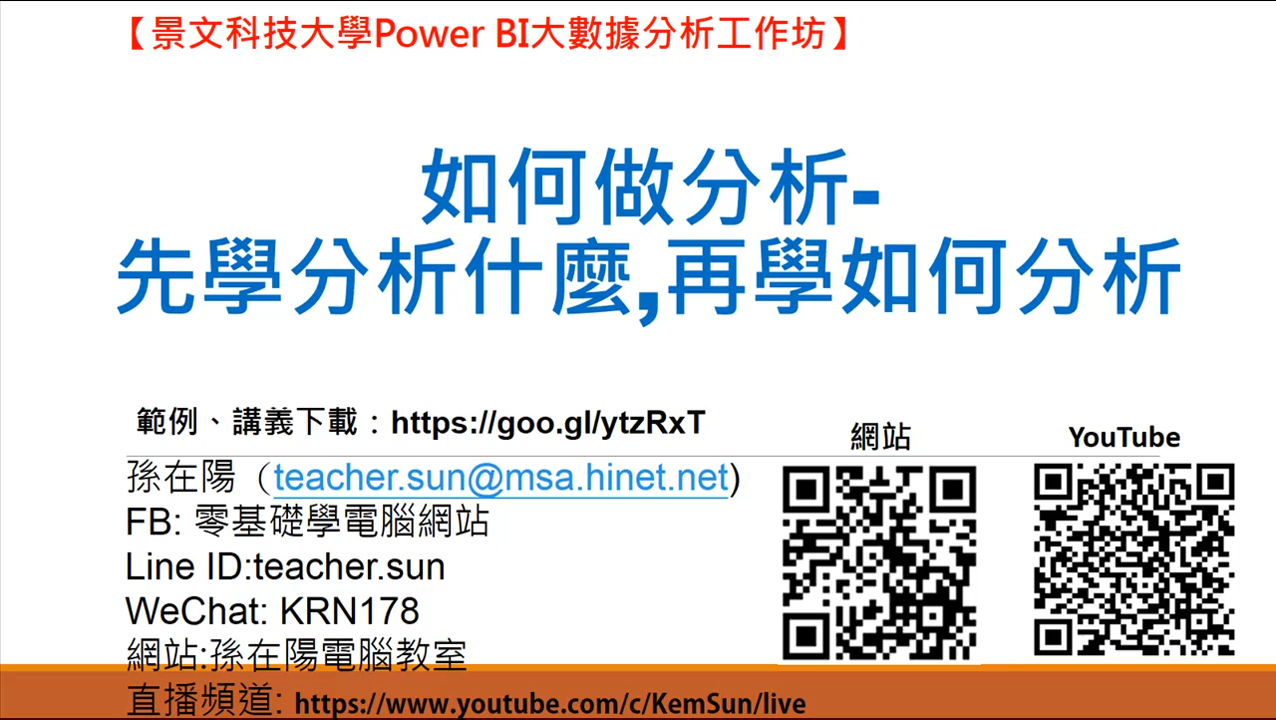 【景文科技大學Power BI大數據分析工作坊】
如何做分析-
先學分析什麼,再學如何分析
範例、講義下載：https://goo.gl/ytzRxT
網站
YouTube
孫在陽（teacher.sun@msa.hinet.net)
FB: 零基礎學電腦網站
Line ID:teacher.sun
WeChat: KRN178
網站:孫在陽電腦教室
直播頻道: https://www.youtube.com/c/KemSun/live